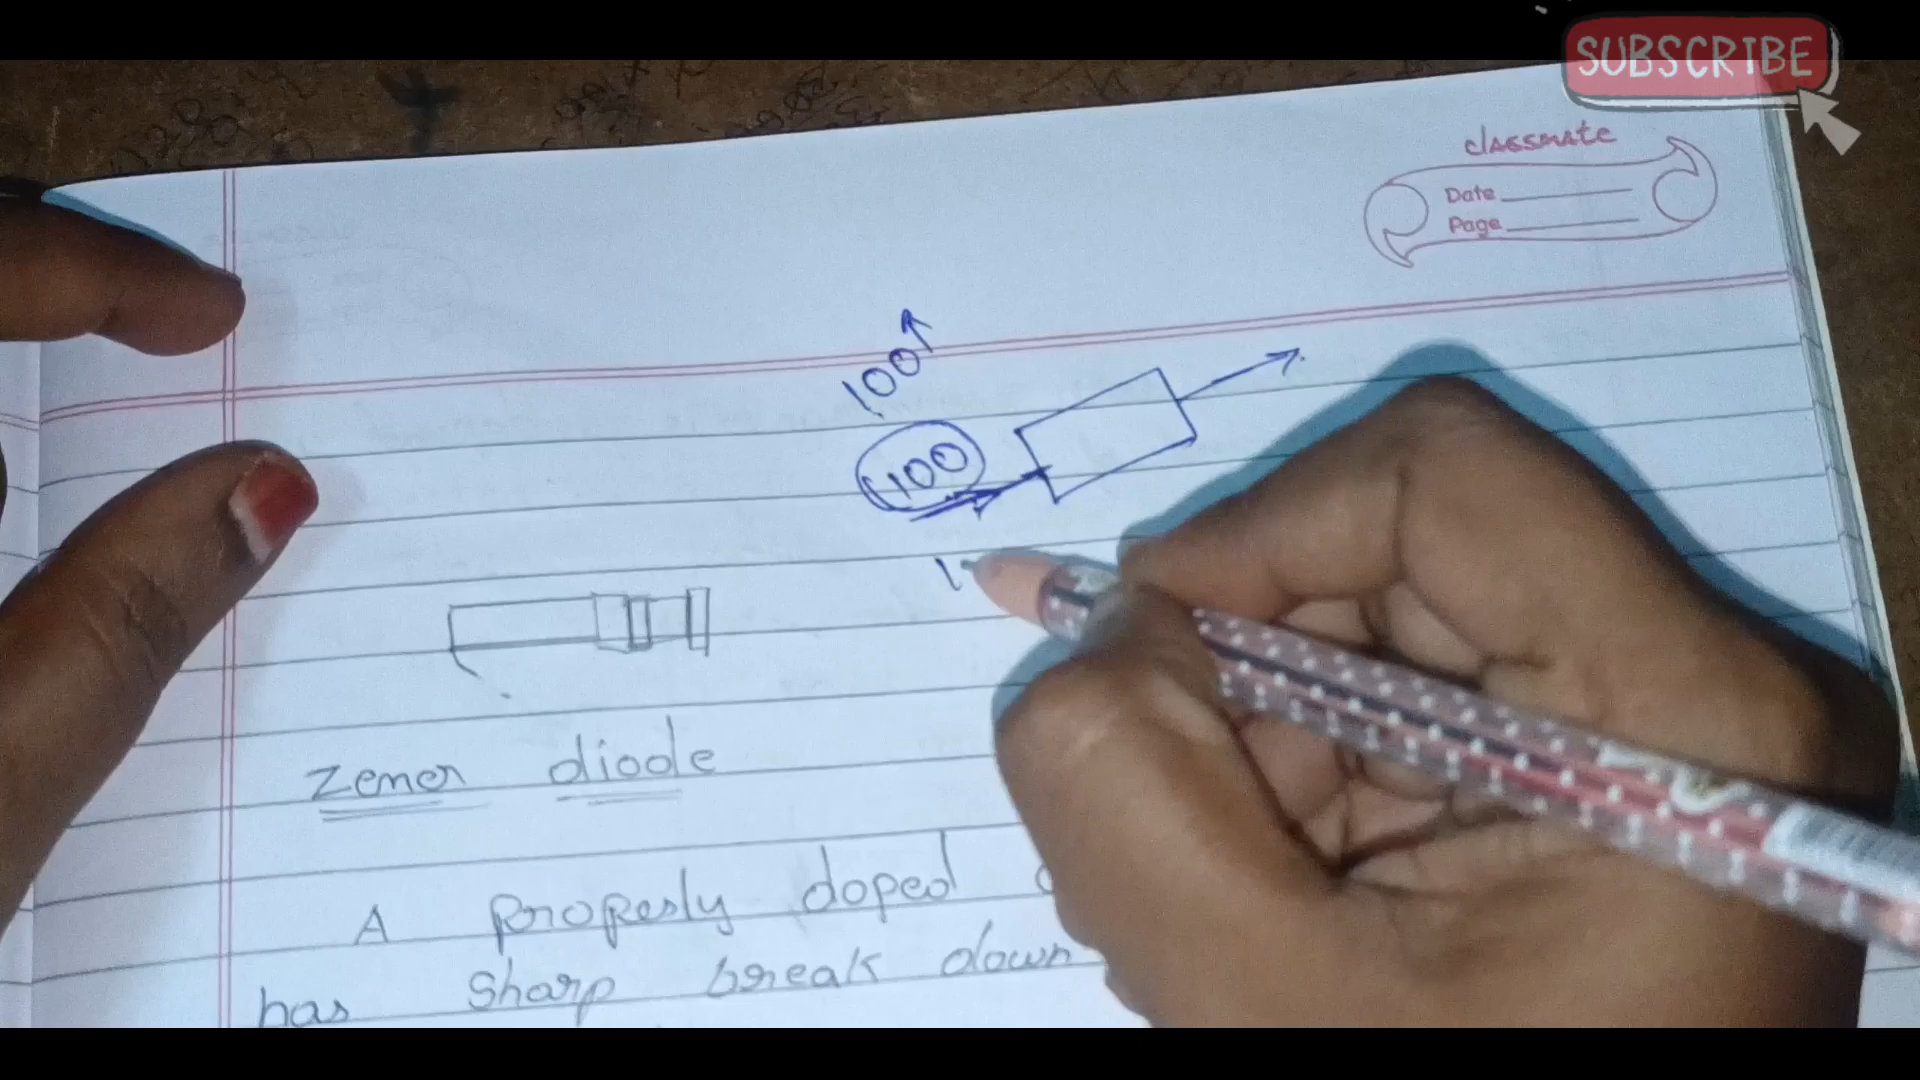 SUBSCRIBE
classmate
Date
Page
100↑
100
Zener diode
A properly doped
has sharp break down